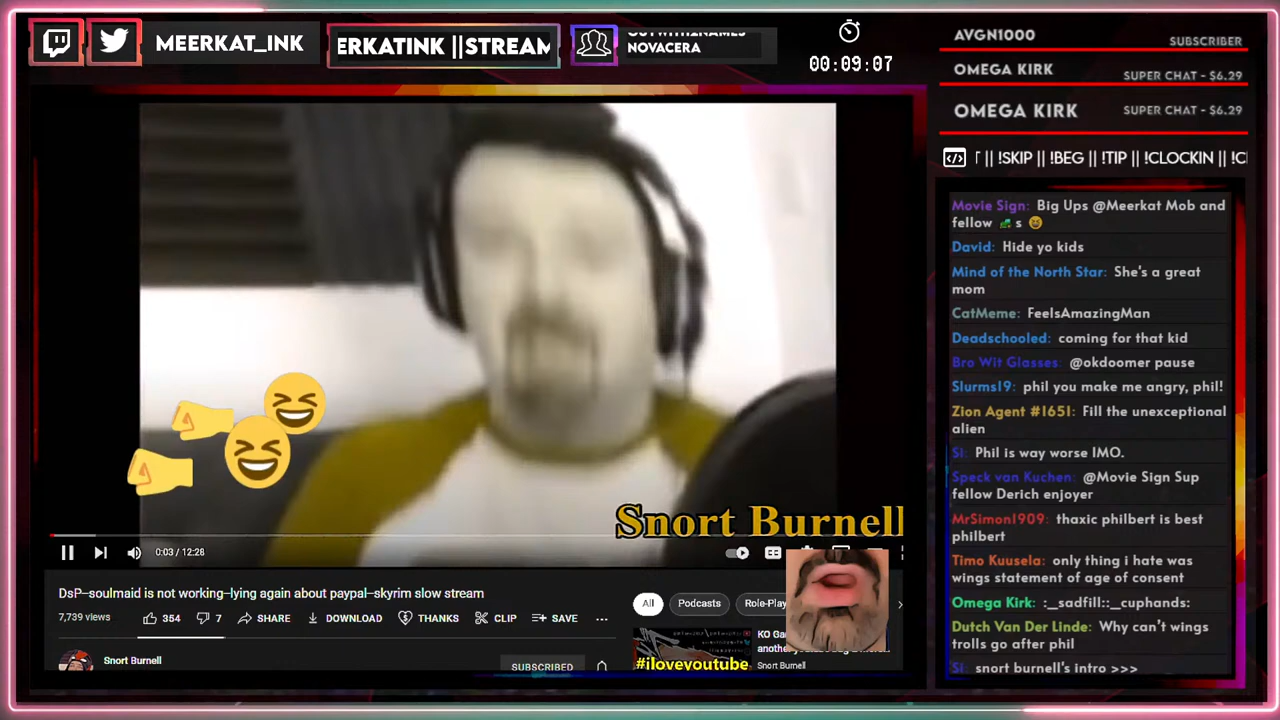 MEERKAT_INK
ERKATINK ||STREAM
NOVACERA
00:09:07
AVGN1000
SUBSCRIBER
OMEGA KIRK
SUPER CHAT - $6.29
OMEGA KIRK
SUPER CHAT - $6.29
|| !SKIP || !BEG || !TIP || !CLOCKIN ||
Movie Sign: Big Ups @Meerkat Mob and
fellow s
David: Hide yo kids
Mind of the North Star: She's a great
mom
CatMeme: FeelsAmazingMan
Deadschooled: coming for that kid
Bro Wit Glasses: @okdoomer pause
Slurms19: phil you make me angry, phil!
Zion Agent #1651: Fill the unexceptional
alien
Si: Phil is way worse IMO.
Speck van Kuchen: @Movie Sign Sup
fellow Derich enjoyer
MrSimon1909: thaxic philbert is best
philbert
Timo Kuusela: only thing i hate was
wings statement of age of consent
Omega Kirk: :_sadfill::_cuphands:
Dutch Van Der Linde: Why can't wings
trolls go after phil
Si: snort burnell's intro >>>
Snort Burnell
0:03 / 12:28
DsP–soulmaid is not working–lying again about paypal–skyrim slow stream
7,739 views
354
7
SHARE
DOWNLOAD
THANKS
CLIP
SAVE
Snort Burnell
SUBSCRIBED
All
Podcasts
Role-Play
#iloveyoutube
Snort Burnell